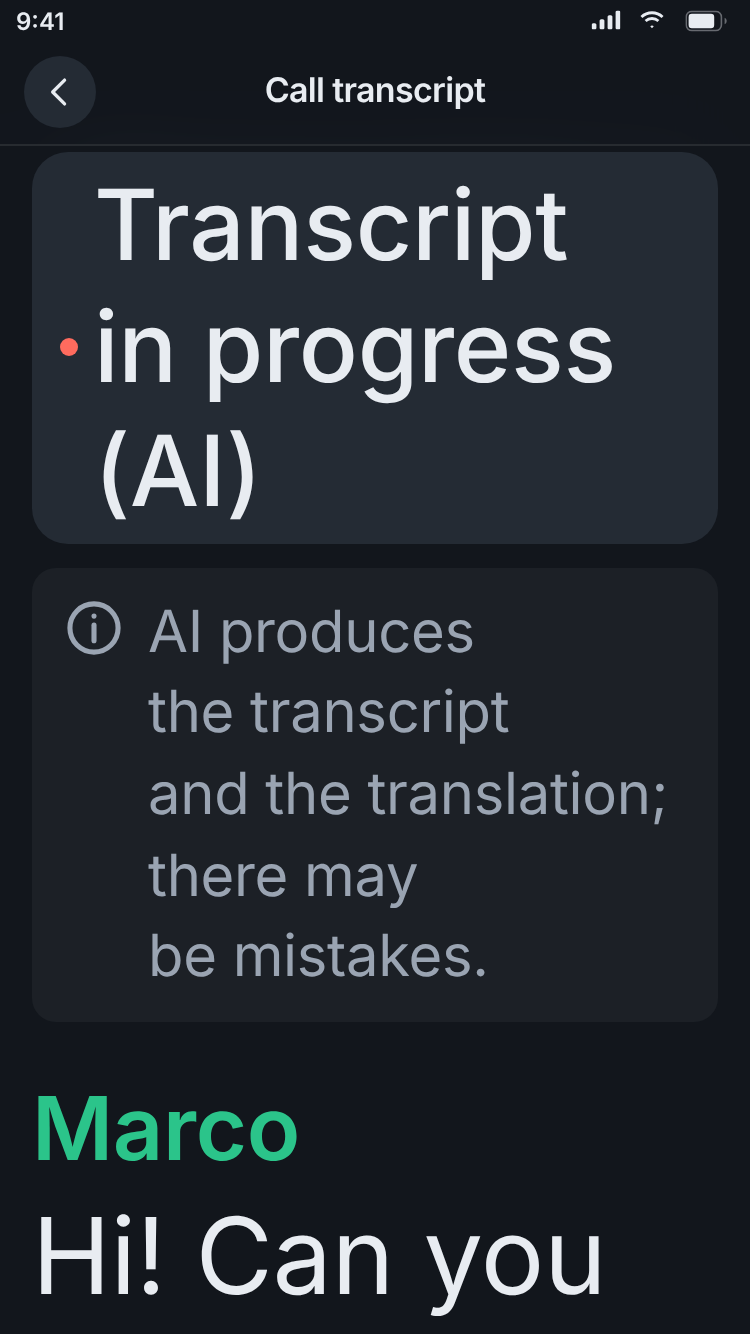 9:41
Call transcript
Transcript
in progress
(AI)
AI produces
the transcript
and the translation;
there may
be mistakes.
Marco
Hi! Can you